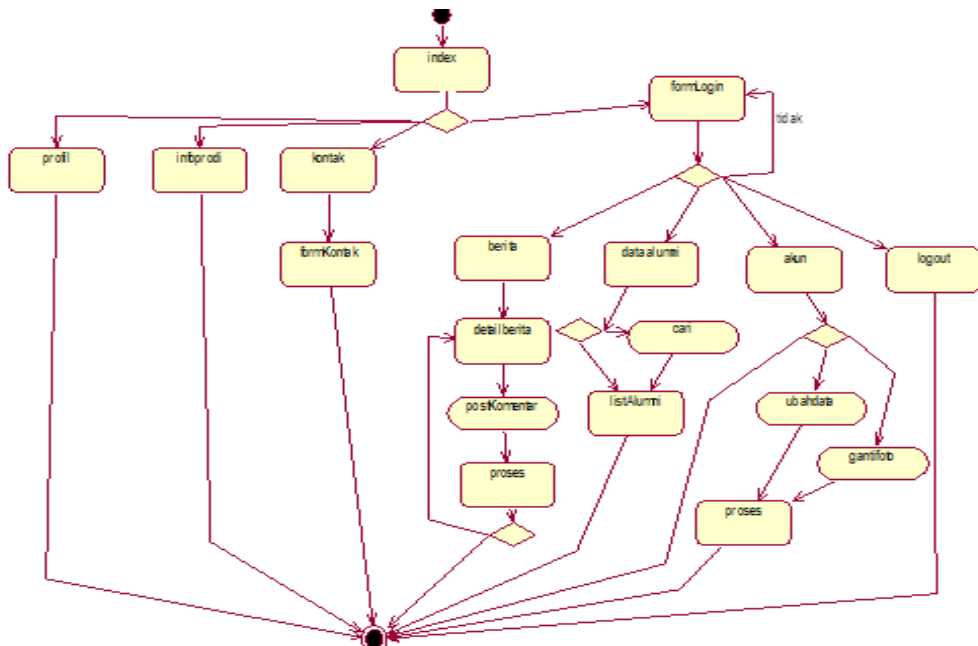 index
formLogin
tidak
profil
infoprodi
kontak
berita
dataalumni
akun
logout
formKontak
detailberita
cari
postKomentar
listAlumni
ubahdata
gantifoto
proses
proses